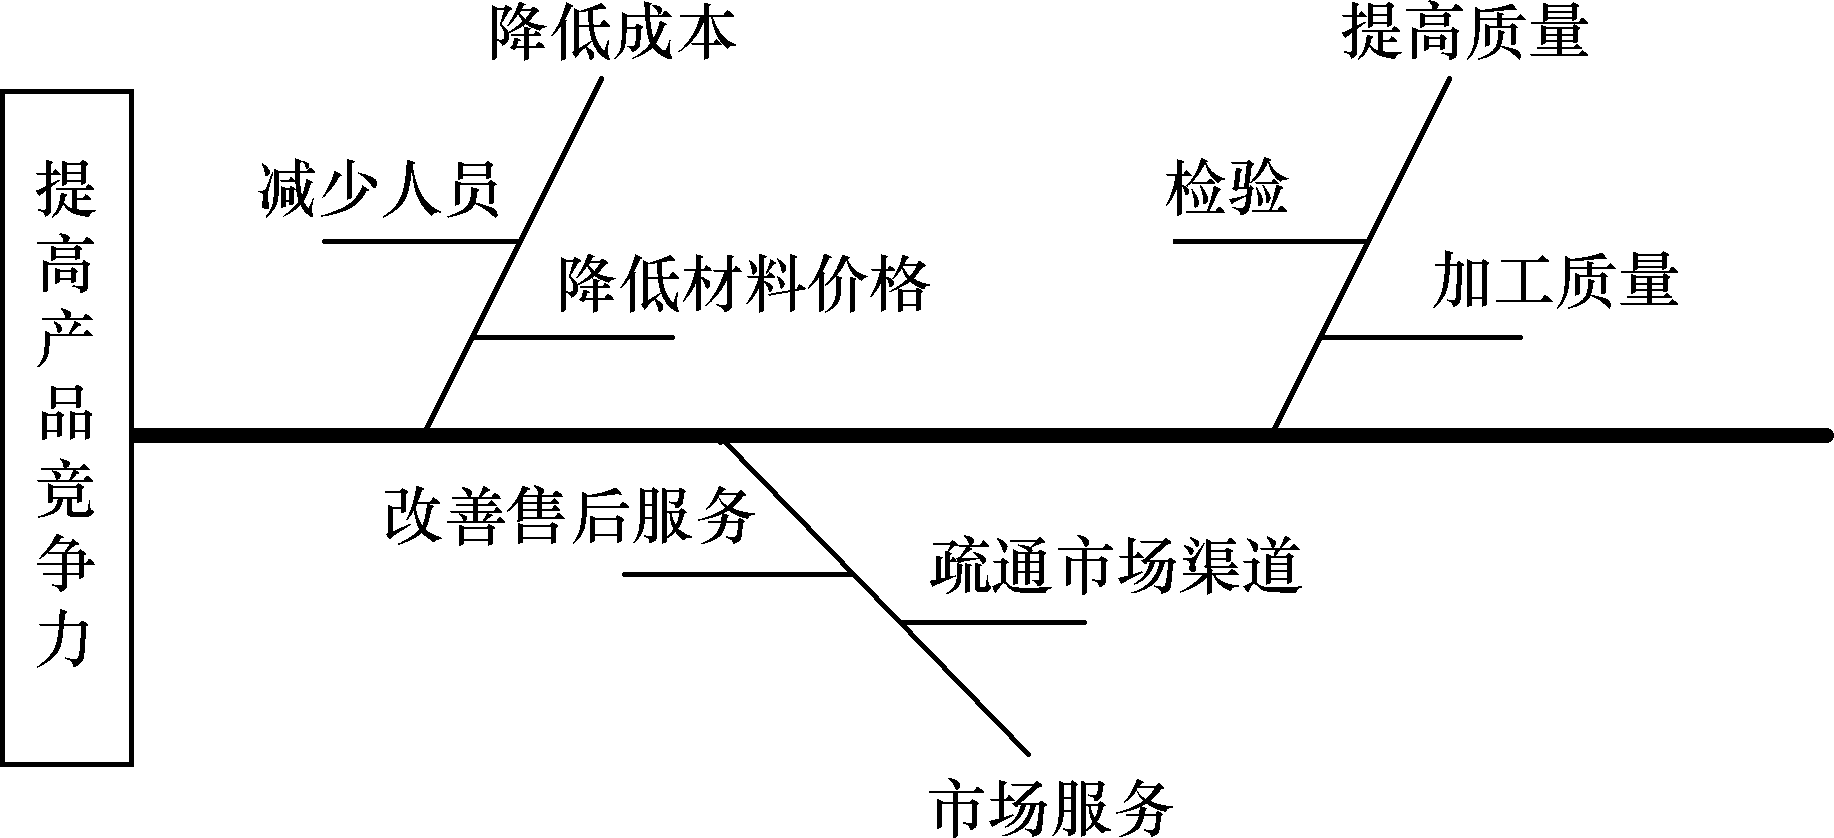 提高产品竞争力
降低成本
减少人员
降低材料价格
提高质量
检验
加工质量
改善售后服务
疏通市场渠道
市场服务